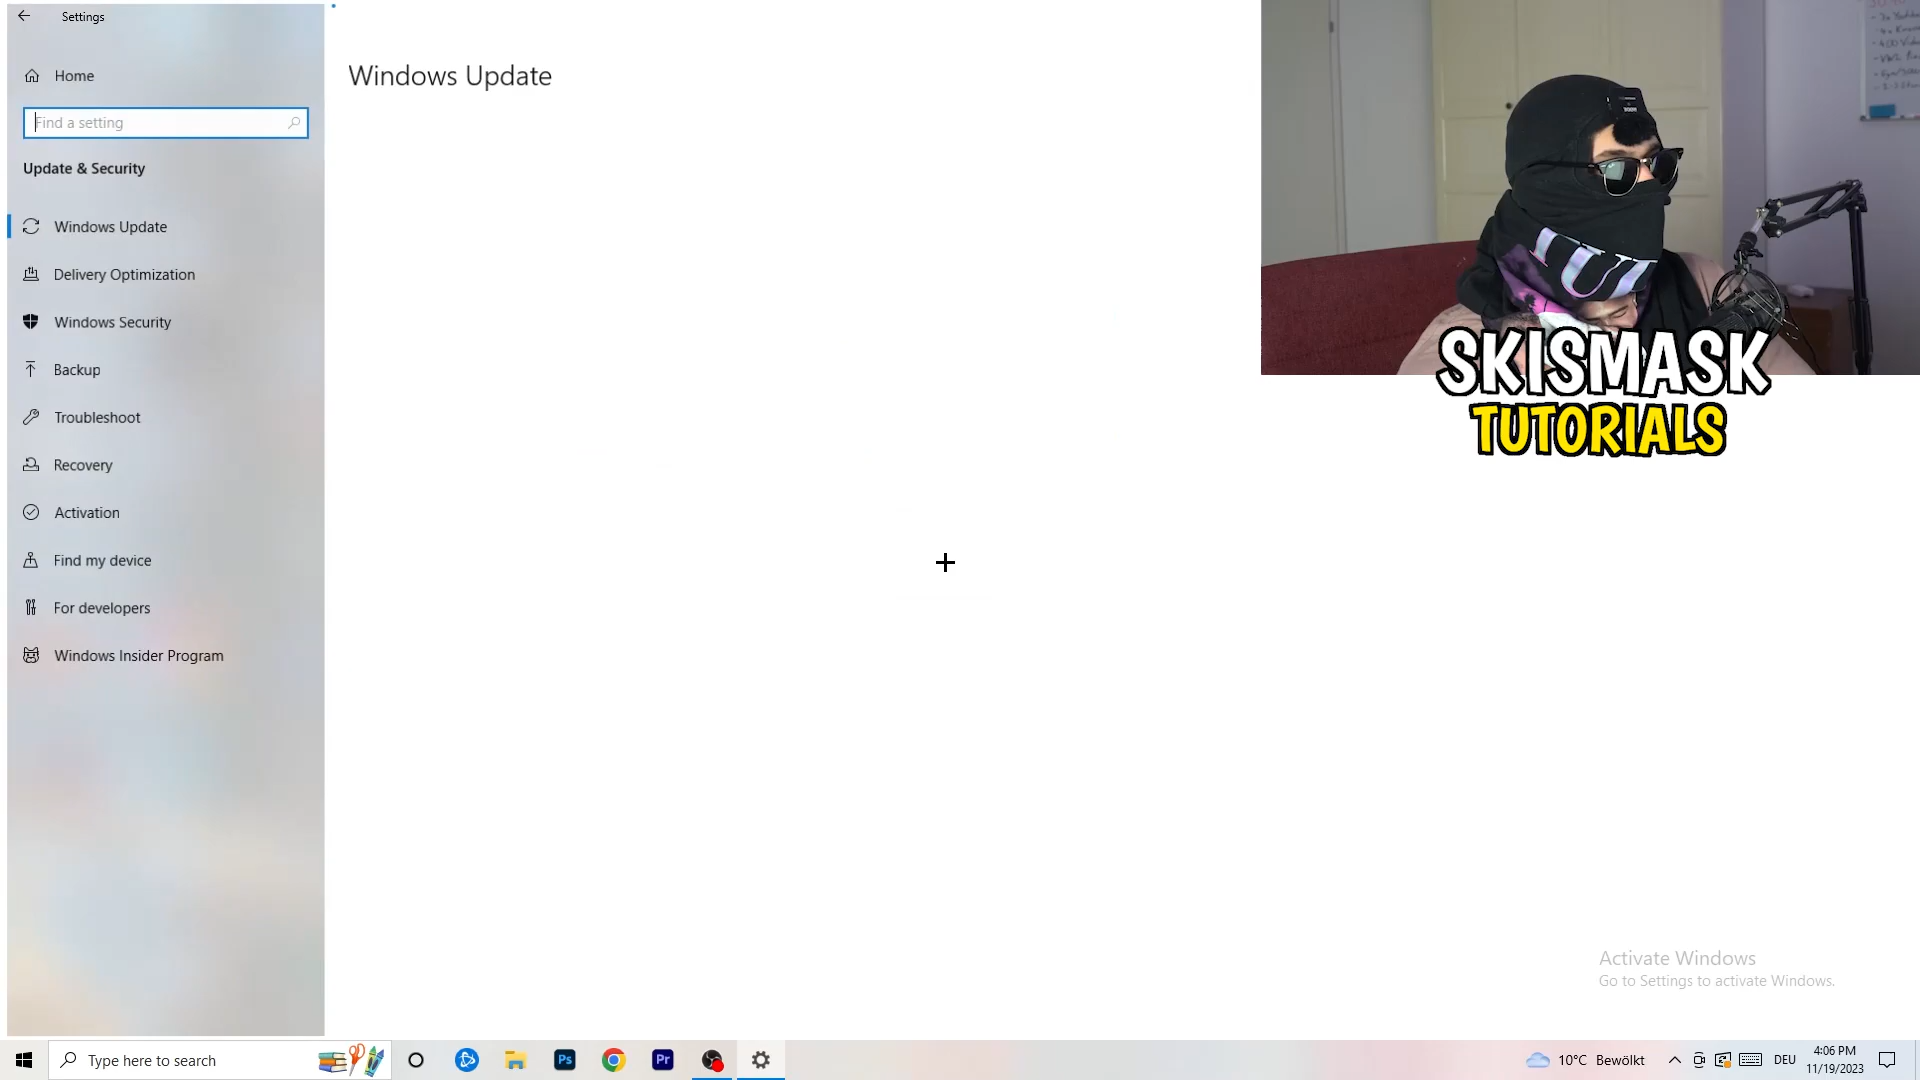 Settings
Home
Find a setting
Update & Security
Windows Update
Delivery Optimization
Windows Security
Backup
Troubleshoot
Recovery
Activation
Find my device
For developers
Windows Insider Program
Windows Update
SKISMASK
TUTORIALS
Activate Windows
Go to Settings to activate Windows.
Type here to search
Ps
Pr
10°C Bewölkt
DEU
4:06 PM
11/19/2023